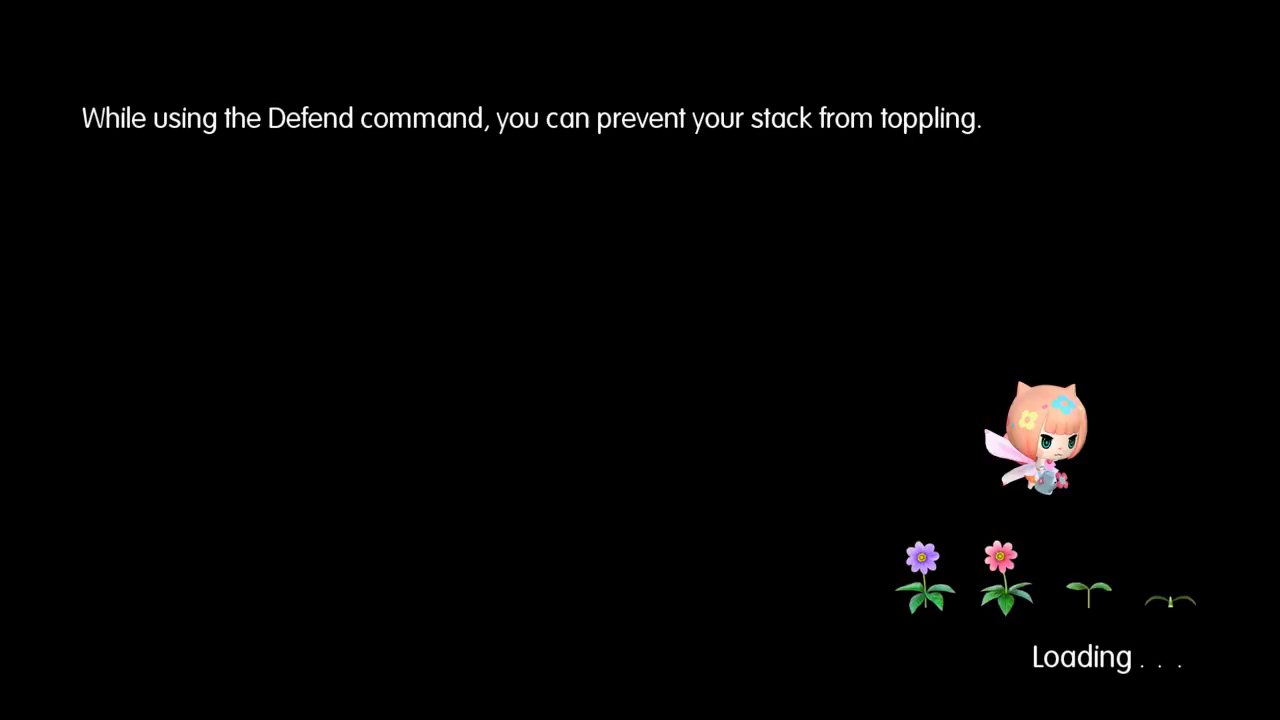 While using the Defend command, you can prevent your stack from toppling.
Loading . . .